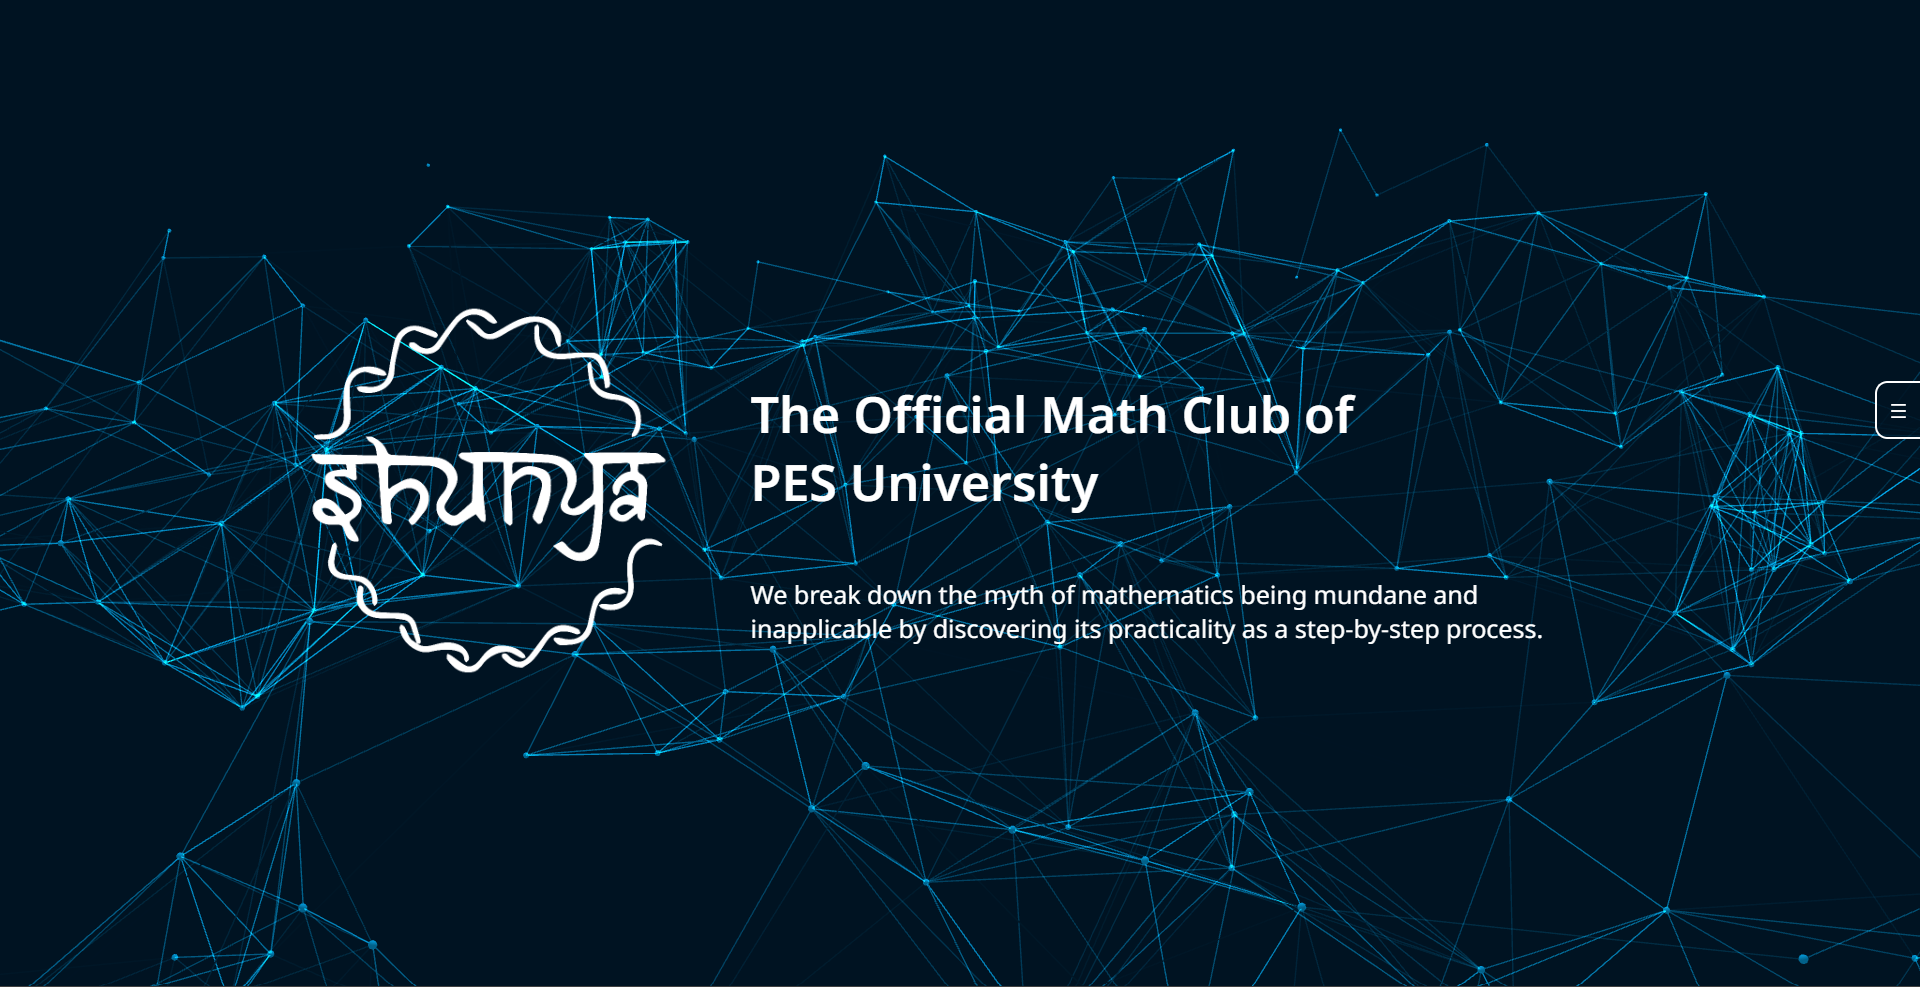 shunya
The Official Math Club of
PES University
We break down the myth of mathematics being mundane and
inapplicable by discovering its practicality as a step-by-step process.